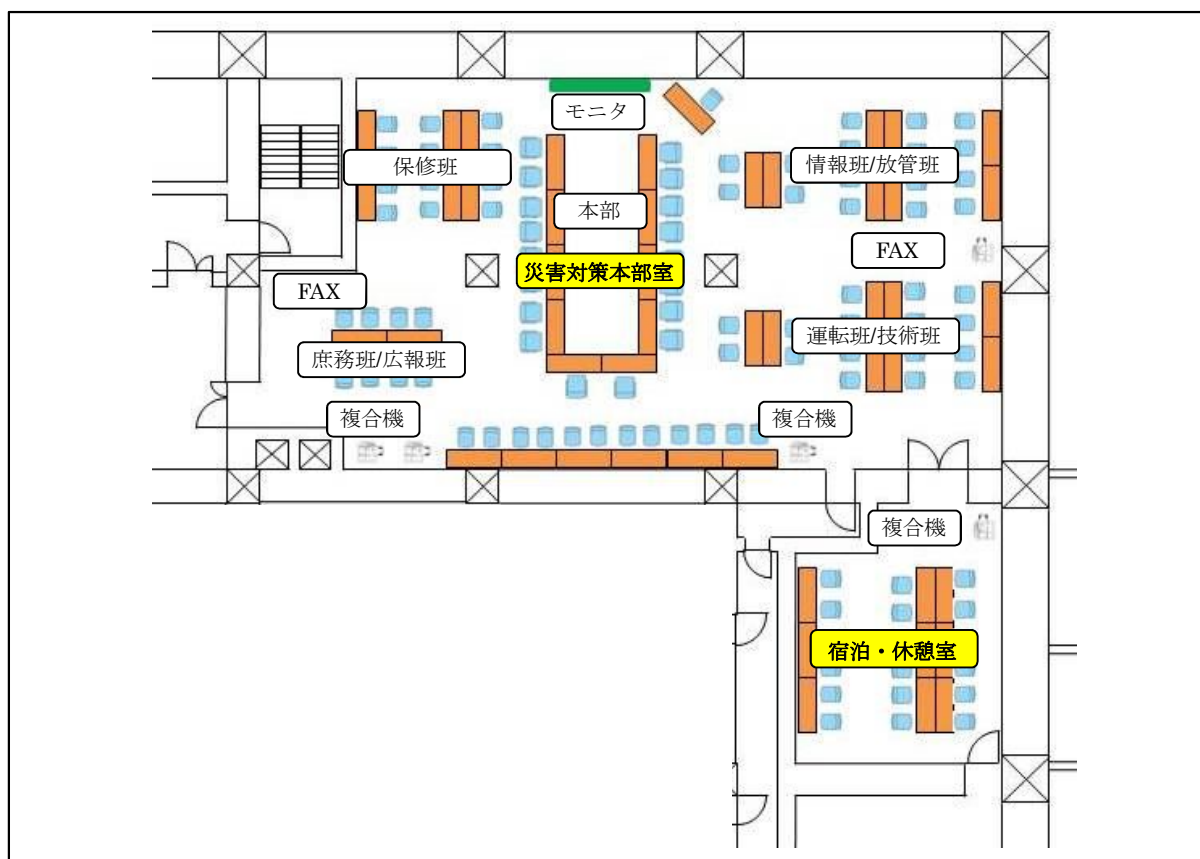 モニタ
保修班
情報班/放管班
本部
災害対策本部室
FAX
FAX
庶務班/広報班
運転班/技術班
複合機
複合機
複合機
宿泊・休憩室